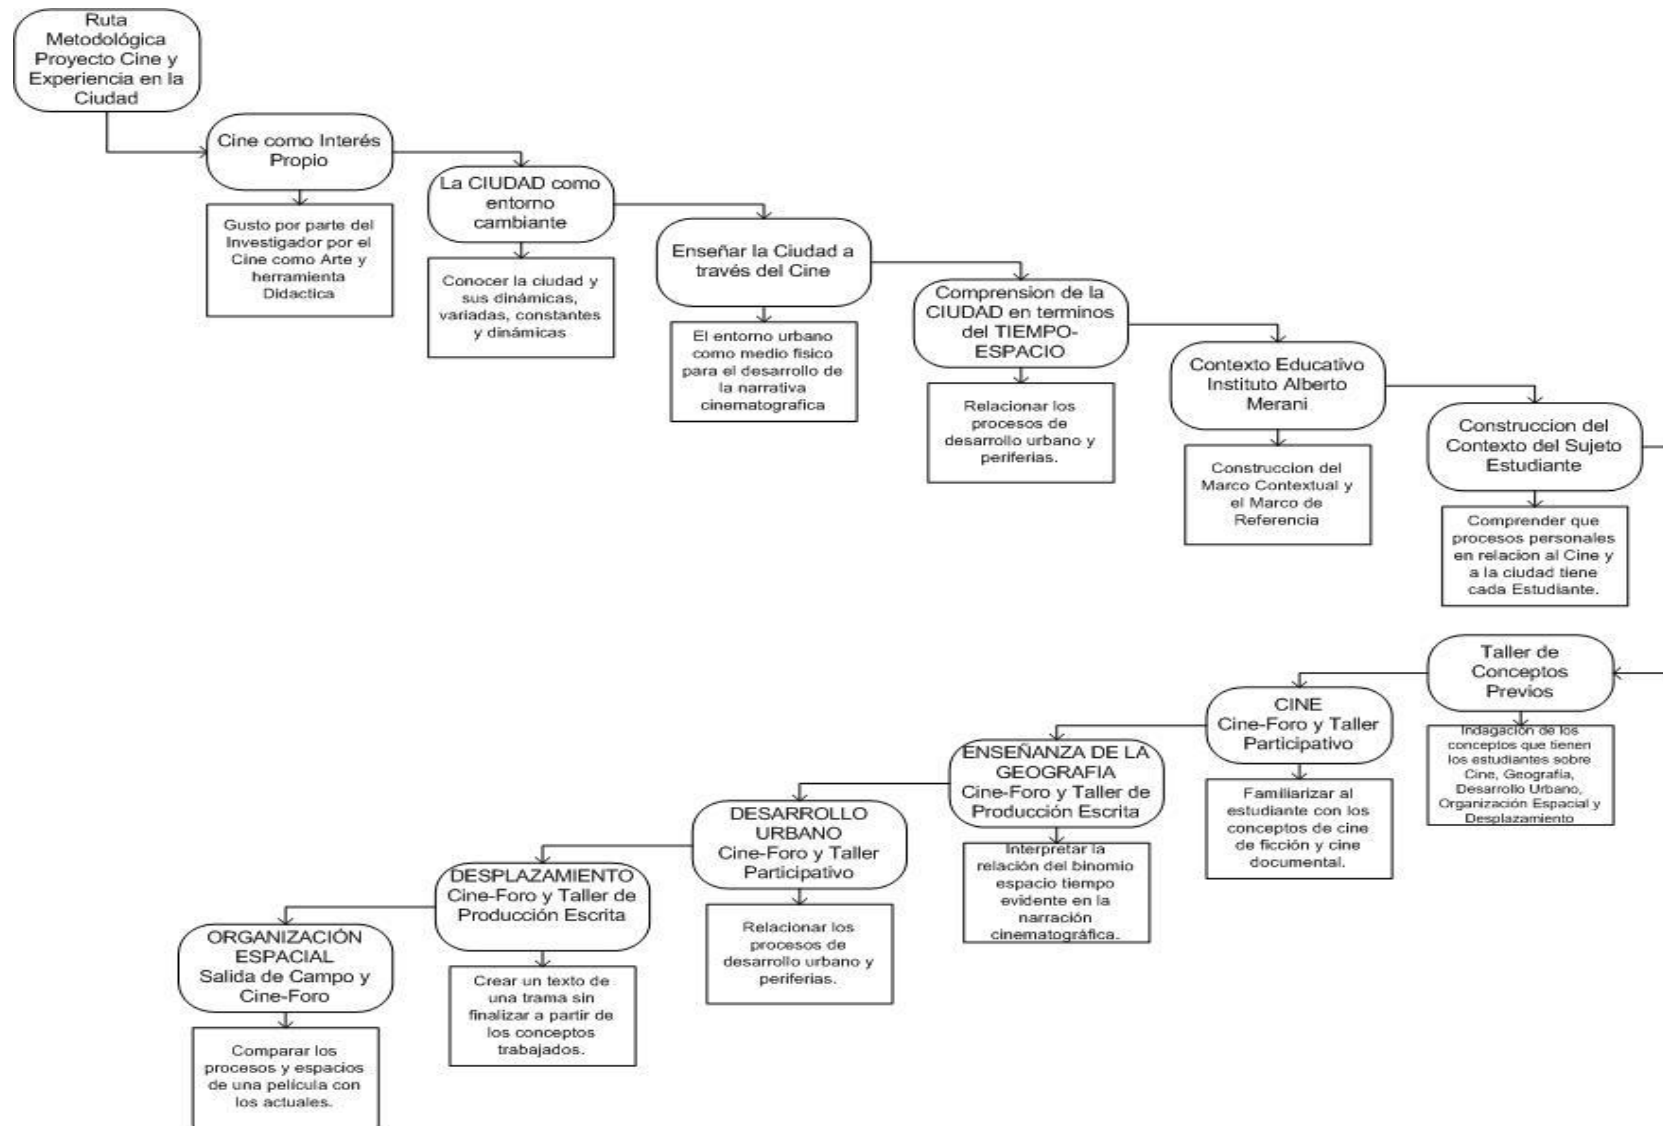 Ruta
Metodológica
Proyecto Cine y
Experiencia en la
Ciudad
Cine como Interés
Propio
Gusto por parte del
Investigador por el
Cine como Arte y
herramienta
Didactica
La CIUDAD como
entorno
cambiante
Conocer la ciudad y
sus dinámicas,
variadas, constantes
y dinámicas
Enseñar la Ciudad a
través del Cine
El entorno urbano
como medio fisico
para el desarrollo de
la narrativa
cinematografica
Comprension de la
CIUDAD en terminos
del TIEMPO-
ESPACIO
Relacionar los
procesos de
desarrollo urbano y
periferias.
Contexto Educativo
Instituto Alberto
Merani
Construccion del
Marco Contextual y
el Marco de
Referencia
Construccion del
Contexto del Sujeto
Estudiante
Comprender que
procesos personales
en relacion al Cine y
a la ciudad tiene
cada Estudiante.
Taller de
Conceptos
Previos
Indagación de los
conceptos que tienen
los estudiantes sobre
Cine, Geografía,
Desarrollo Urbano,
Organización Espacial y
Desplazamiento
CINE
Cine-Foro y Taller
Participativo
Familiarizar al
estudiante con los
conceptos de cine
de ficción y cine
documental.
ENSEÑANZA DE LA
GEOGRAFIA
Cine-Foro y Taller de
Producción Escrita
Interpretar la
relación del binomio
espacio tiempo
evidente en la
narración
cinematográfica.
DESARROLLO
URBANO
Cine-Foro y Taller
Participativo
Relacionar los
procesos de
desarrollo urbano y
periferias.
DESPLAZAMIENTO
Cine-Foro y Taller de
Producción Escrita
Crear un texto de
una trama sin
finalizar a partir de
los conceptos
trabajados.
ORGANIZACIÓN
ESPACIAL
Salida de Campo y
Cine-Foro
Comparar los
procesos y espacios
de una película con
los actuales.